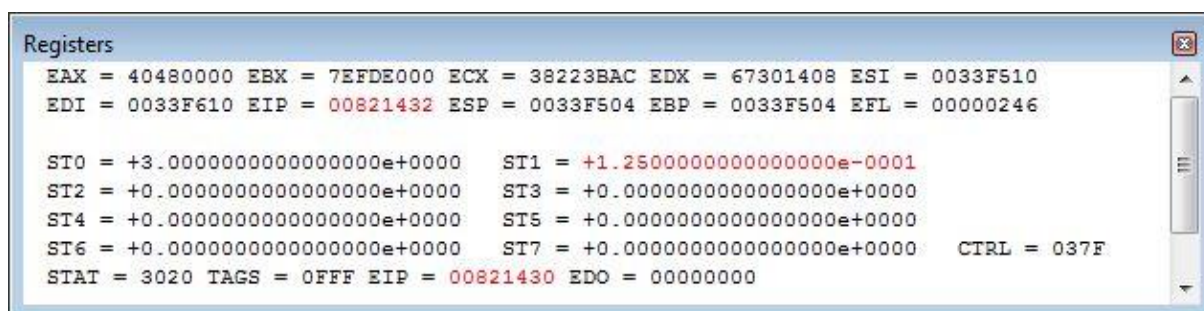 Registers
EAX = 40480000 EBX = 7EFDE000 ECX = 38223BAC EDX = 67301408 ESI = 0033F510
EDI = 0033F610 EIP = 00821432 ESP = 0033F504 EBP = 0033F504 EFL = 00000246
ST0 = +3.0000000000000000e+0000 ST1 = +1.2500000000000000e-0001
ST2 = +0.0000000000000000e+0000 ST3 = +0.0000000000000000e+0000
ST4 = +0.0000000000000000e+0000 ST5 = +0.0000000000000000e+0000
ST6 = +0.0000000000000000e+0000 ST7 = +0.0000000000000000e+0000 CTRL = 037F
STAT = 3020 TAGS = 0FFF EIP = 00821430 EDO = 00000000